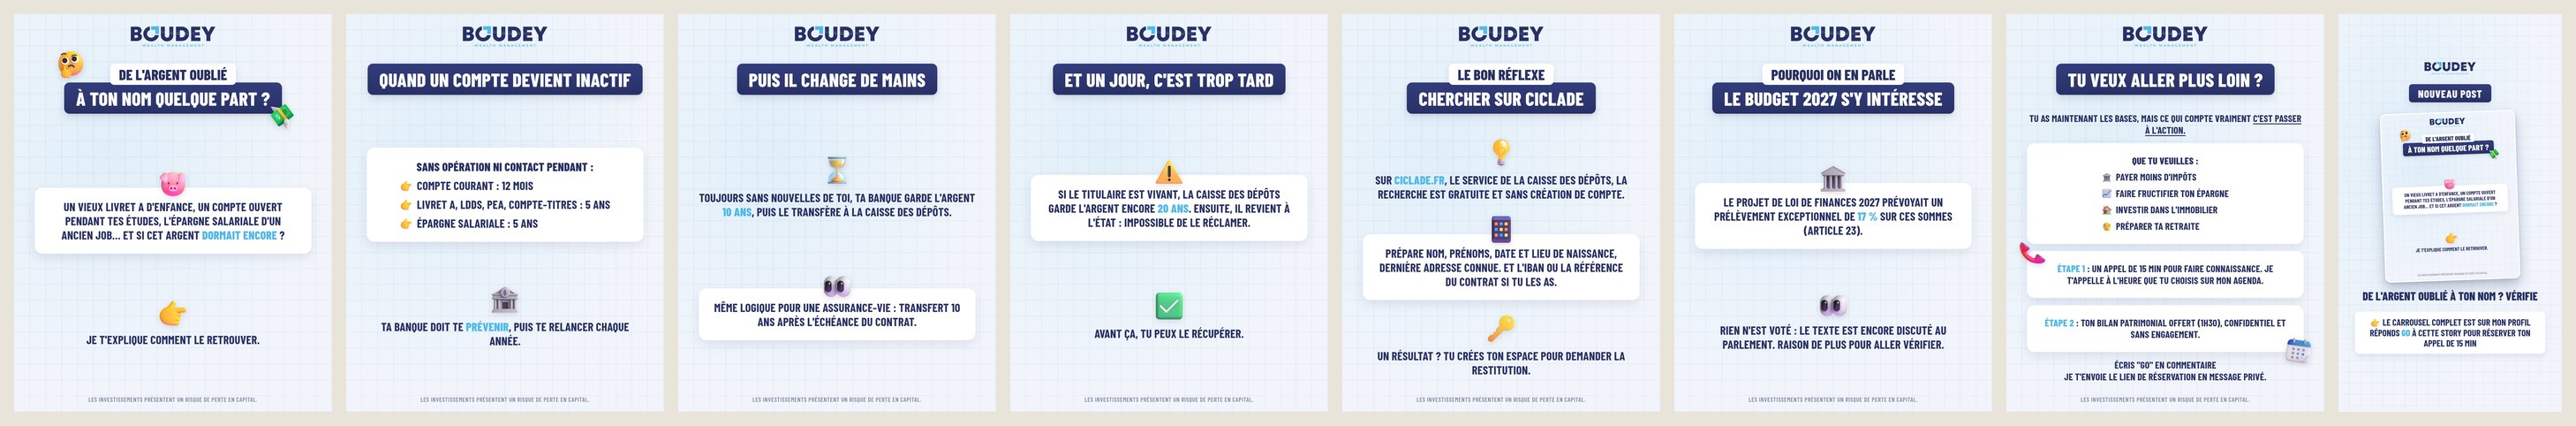 BOUDEY
WEALTH MANAGEMENT
DE L'ARGENT OUBLIÉ
À TON NOM QUELQUE PART ?
UN VIEUX LIVRET A D'ENFANCE, UN COMPTE OUVERT
PENDANT TES ÉTUDES, L'ÉPARGNE SALARIALE D'UN
ANCIEN JOB... ET SI CET ARGENT DORMAIT ENCORE ?
JE T'EXPLIQUE COMMENT LE RETROUVER.
LES INVESTISSEMENTS PRÉSENTENT UN RISQUE DE PERTE EN CAPITAL.
BOUDEY
WEALTH MANAGEMENT
QUAND UN COMPTE DEVIENT INACTIF
SANS OPÉRATION NI CONTACT PENDANT :
COMPTE COURANT : 12 MOIS
LIVRET A, LDDS, PEA, COMPTE-TITRES : 5 ANS
ÉPARGNE SALARIALE : 5 ANS
TA BANQUE DOIT TE PRÉVENIR, PUIS TE RELANCER CHAQUE
ANNÉE.
LES INVESTISSEMENTS PRÉSENTENT UN RISQUE DE PERTE EN CAPITAL.
BOUDEY
WEALTH MANAGEMENT
PUIS IL CHANGE DE MAINS
TOUJOURS SANS NOUVELLES DE TOI, TA BANQUE GARDE L'ARGENT
10 ANS, PUIS LE TRANSFÈRE À LA CAISSE DES DÉPÔTS.
MÊME LOGIQUE POUR UNE ASSURANCE-VIE : TRANSFERT 10
ANS APRÈS L'ÉCHÉANCE DU CONTRAT.
LES INVESTISSEMENTS PRÉSENTENT UN RISQUE DE PERTE EN CAPITAL.
BOUDEY
WEALTH MANAGEMENT
ET UN JOUR, C'EST TROP TARD
SI LE TITULAIRE EST VIVANT, LA CAISSE DES DÉPÔTS
GARDE L'ARGENT ENCORE 20 ANS. ENSUITE, IL REVIENT À
L'ÉTAT : IMPOSSIBLE DE LE RÉCLAMER.
AVANT ÇA, TU PEUX LE RÉCUPÉRER.
LES INVESTISSEMENTS PRÉSENTENT UN RISQUE DE PERTE EN CAPITAL.
BOUDEY
WEALTH MANAGEMENT
LE BON RÉFLEXE
CHERCHER SUR CICLADE
SUR CICLADE.FR, LE SERVICE DE LA CAISSE DES DÉPÔTS, LA
RECHERCHE EST GRATUITE ET SANS CRÉATION DE COMPTE.
PRÉPARE NOM, PRÉNOMS, DATE ET LIEU DE NAISSANCE,
DERNIÈRE ADRESSE CONNUE. ET L'IBAN OU LA RÉFÉRENCE
DU CONTRAT SI TU LES AS.
UN RÉSULTAT ? TU CRÉES TON ESPACE POUR DEMANDER LA
RESTITUTION.
LES INVESTISSEMENTS PRÉSENTENT UN RISQUE DE PERTE EN CAPITAL.
BOUDEY
WEALTH MANAGEMENT
POURQUOI ON EN PARLE
LE BUDGET 2027 S'Y INTÉRESSE
LE PROJET DE LOI DE FINANCES 2027 PRÉVOYAIT UN
PRÉLÈVEMENT EXCEPTIONNEL DE 17 % SUR CES SOMMES
(ARTICLE 23).
RIEN N'EST VOTÉ : LE TEXTE EST ENCORE DISCUTÉ AU
PARLEMENT. RAISON DE PLUS POUR ALLER VÉRIFIER.
LES INVESTISSEMENTS PRÉSENTENT UN RISQUE DE PERTE EN CAPITAL.
BOUDEY
WEALTH MANAGEMENT
TU VEUX ALLER PLUS LOIN ?
TU AS MAINTENANT LES BASES, MAIS CE QUI COMPTE VRAIMENT C'EST PASSER
À L'ACTION.
QUE TU VEUILLES :
PAYER MOINS D'IMPÔTS
FAIRE FRUCTIFIER TON ÉPARGNE
INVESTIR DANS L'IMMOBILIER
PRÉPARER TA RETRAITE
ÉTAPE 1 : UN APPEL DE 15 MIN POUR FAIRE CONNAISSANCE. JE
T'APPELLE À L'HEURE QUE TU CHOISIS SUR MON AGENDA.
ÉTAPE 2 : TON BILAN PATRIMONIAL OFFERT (1H30), CONFIDENTIEL ET
SANS ENGAGEMENT.
ÉCRIS "GO" EN COMMENTAIRE
JE T'ENVOIE LE LIEN DE RÉSERVATION EN MESSAGE PRIVÉ.
LES INVESTISSEMENTS PRÉSENTENT UN RISQUE DE PERTE EN CAPITAL.
BOUDEY
NOUVEAU POST
BOUDEY
DE L'ARGENT OUBLIÉ
À TON NOM QUELQUE PART ?
UN VIEUX LIVRET A D'ENFANCE, UN COMPTE OUVERT
PENDANT TES ÉTUDES, L'ÉPARGNE SALARIALE D'UN
ANCIEN JOB... ET SI CET ARGENT DORMAIT ENCORE ?
JE T'EXPLIQUE COMMENT LE RETROUVER.
DE L'ARGENT OUBLIÉ À TON NOM ? VÉRIFIE
LE CARROUSEL COMPLET EST SUR MON PROFIL
RÉPONDS GO À CETTE STORY POUR RÉSERVER TON
APPEL DE 15 MIN